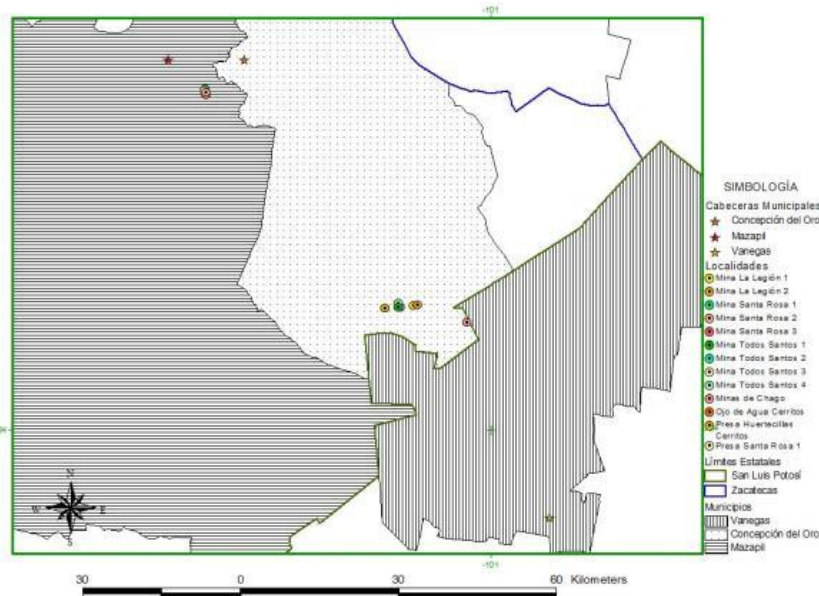 -101
SIMBOLOGÍA
Cabeceras Municipales
Concepción del Oro
Mazapil
Vanegas
Localidades
Mina La Legión 1
Mina La Legión 2
Mina Santa Rosa 1
Mina Santa Rosa 2
Mina Santa Rosa 3
Mina Todos Santos 1
Mina Todos Santos 2
Mina Todos Santos 3
Mina Todos Santos 4
Minas de Chago
Ojo de Agua Cerritos
Presa Huertecillas
Cerritos
Presa Santa Rosa 1
Límites Estatales
San Luis Potosí
Zacatecas
Municipios
Vanegas
Concepción del Oro
Mazapil
N
W E
S
-101
30 0 30 60 Kilometers